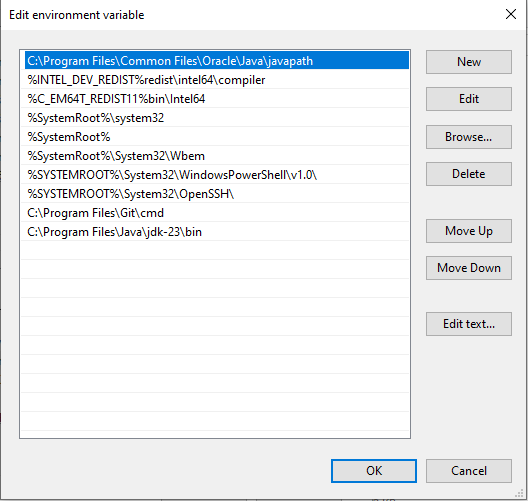 Edit environment variable
C:\Program Files\Common Files\Oracle\Java\javapath
%INTEL_DEV_REDIST%redist\intel64\compiler
%C_EM64T_REDIST11%bin\Intel64
%SystemRoot%\system32
%SystemRoot%
%SystemRoot%\System32\Wbem
%SYSTEMROOT%\System32\WindowsPowerShell\v1.0\
%SYSTEMROOT%\System32\OpenSSH\
C:\Program Files\Git\cmd
C:\Program Files\Java\jdk-23\bin
New
Edit
Browse...
Delete
Move Up
Move Down
Edit text...
OK
Cancel